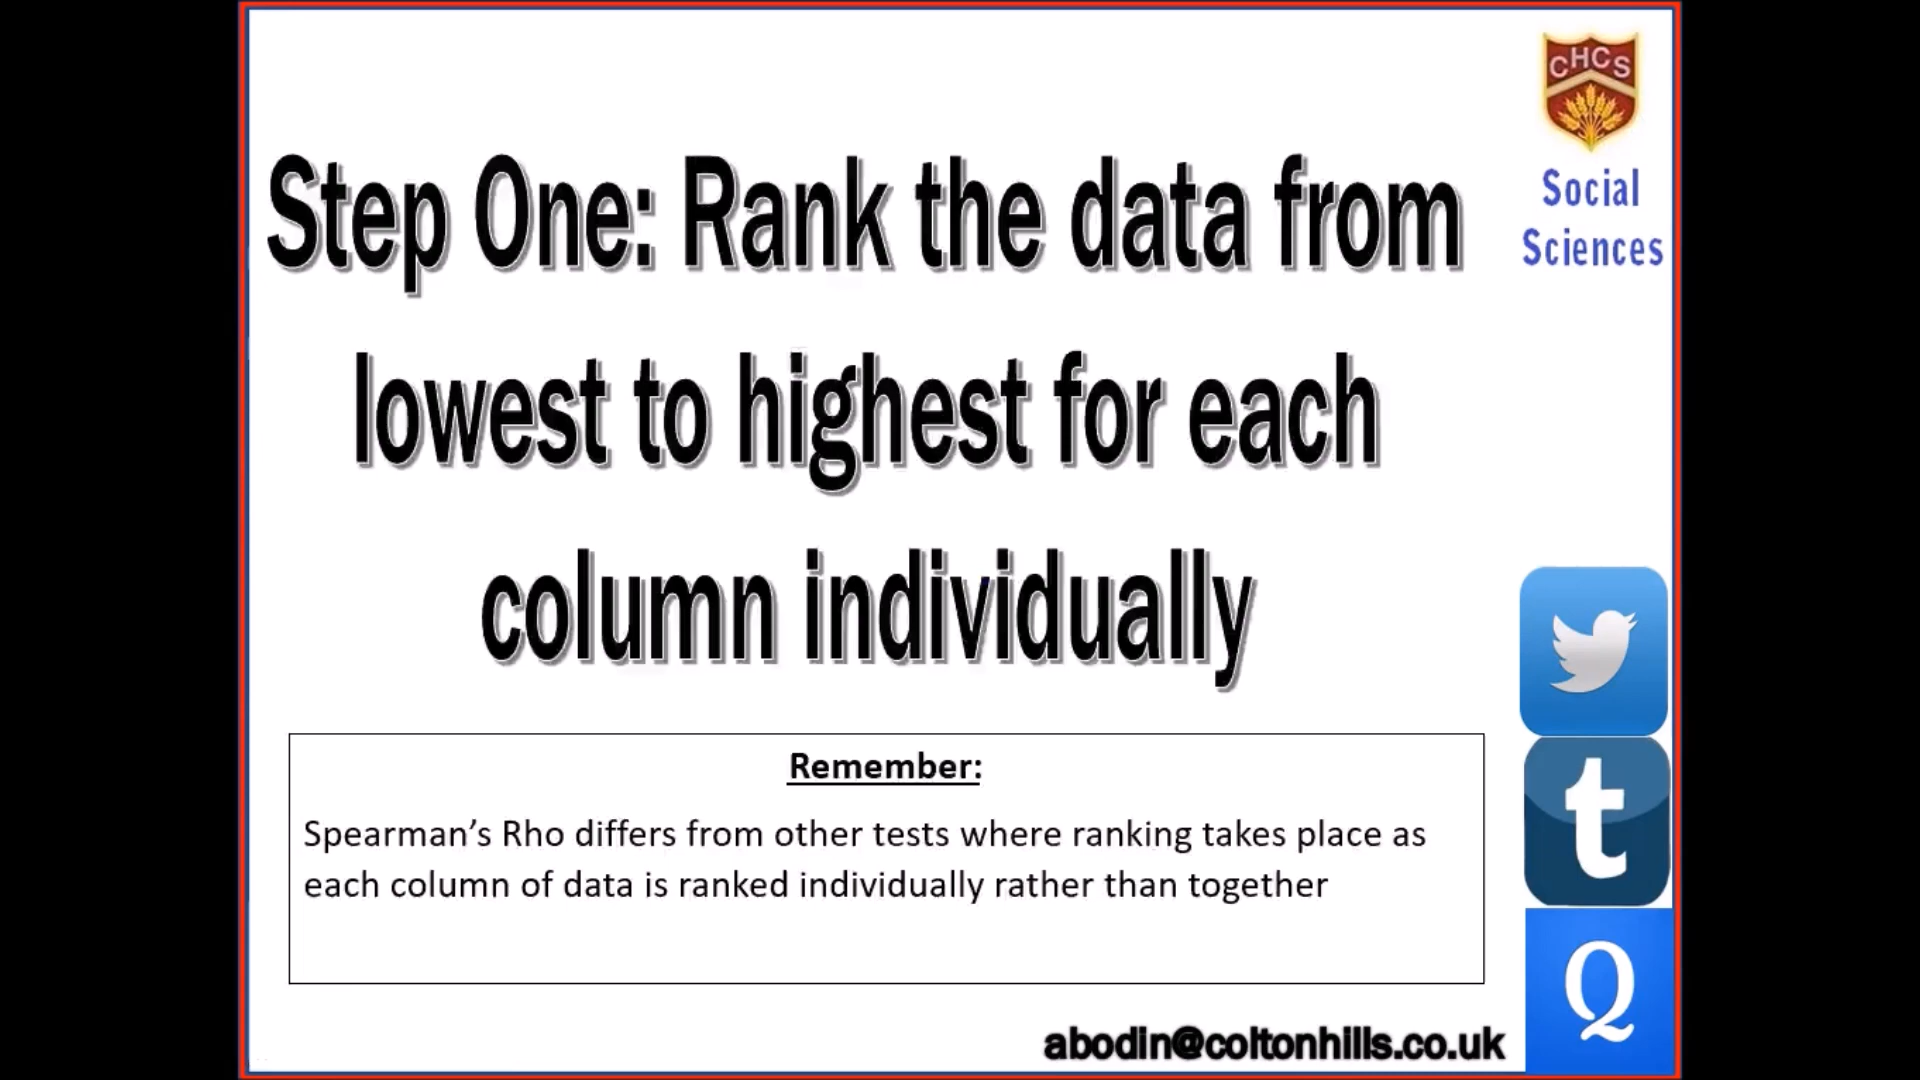 CHCS
Social
Sciences
Step One: Rank the data from
lowest to highest for each
column individually
Remember:
Spearman’s Rho differs from other tests where ranking takes place as
each column of data is ranked individually rather than together
t
Q
abodin@coltonhills.co.uk